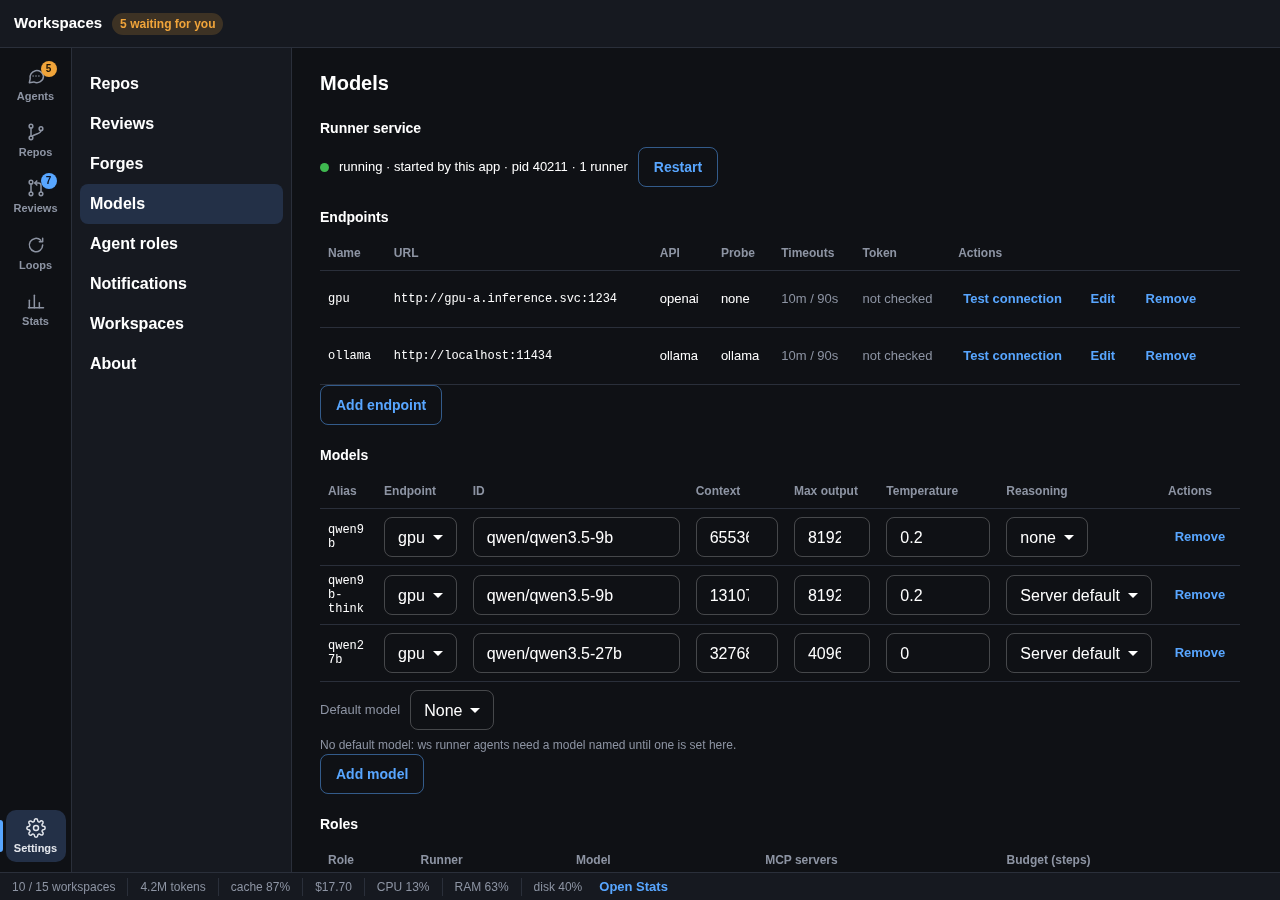 Workspaces 5 waiting for you
5
Agents
Repos
7
Reviews
Loops
Stats
Settings
Repos
Reviews
Forges
Models
Agent roles
Notifications
Workspaces
About
Models
Runner service
running · started by this app · pid 40211 · 1 runner Restart
Endpoints
Name URL API Probe Timeouts Token Actions
gpu http://gpu-a.inference.svc:1234 openai none 10m / 90s not checked Test connection Edit Remove
ollama http://localhost:11434 ollama ollama 10m / 90s not checked Test connection Edit Remove
Add endpoint
Models
Alias Endpoint ID Context Max output Temperature Reasoning Actions
qwen9
b gpu qwen/qwen3.5-9b 65536 8192 0.2 none Remove
qwen9
b-
think gpu qwen/qwen3.5-9b 13107 8192 0.2 Server default Remove
qwen2
7b gpu qwen/qwen3.5-27b 32768 4096 0 Server default Remove
Default model None
No default model: ws runner agents need a model named until one is set here.
Add model
Roles
Role Runner Model MCP servers Budget (steps)
10 / 15 workspaces 4.2M tokens cache 87% $17.70 CPU 13% RAM 63% disk 40% Open Stats